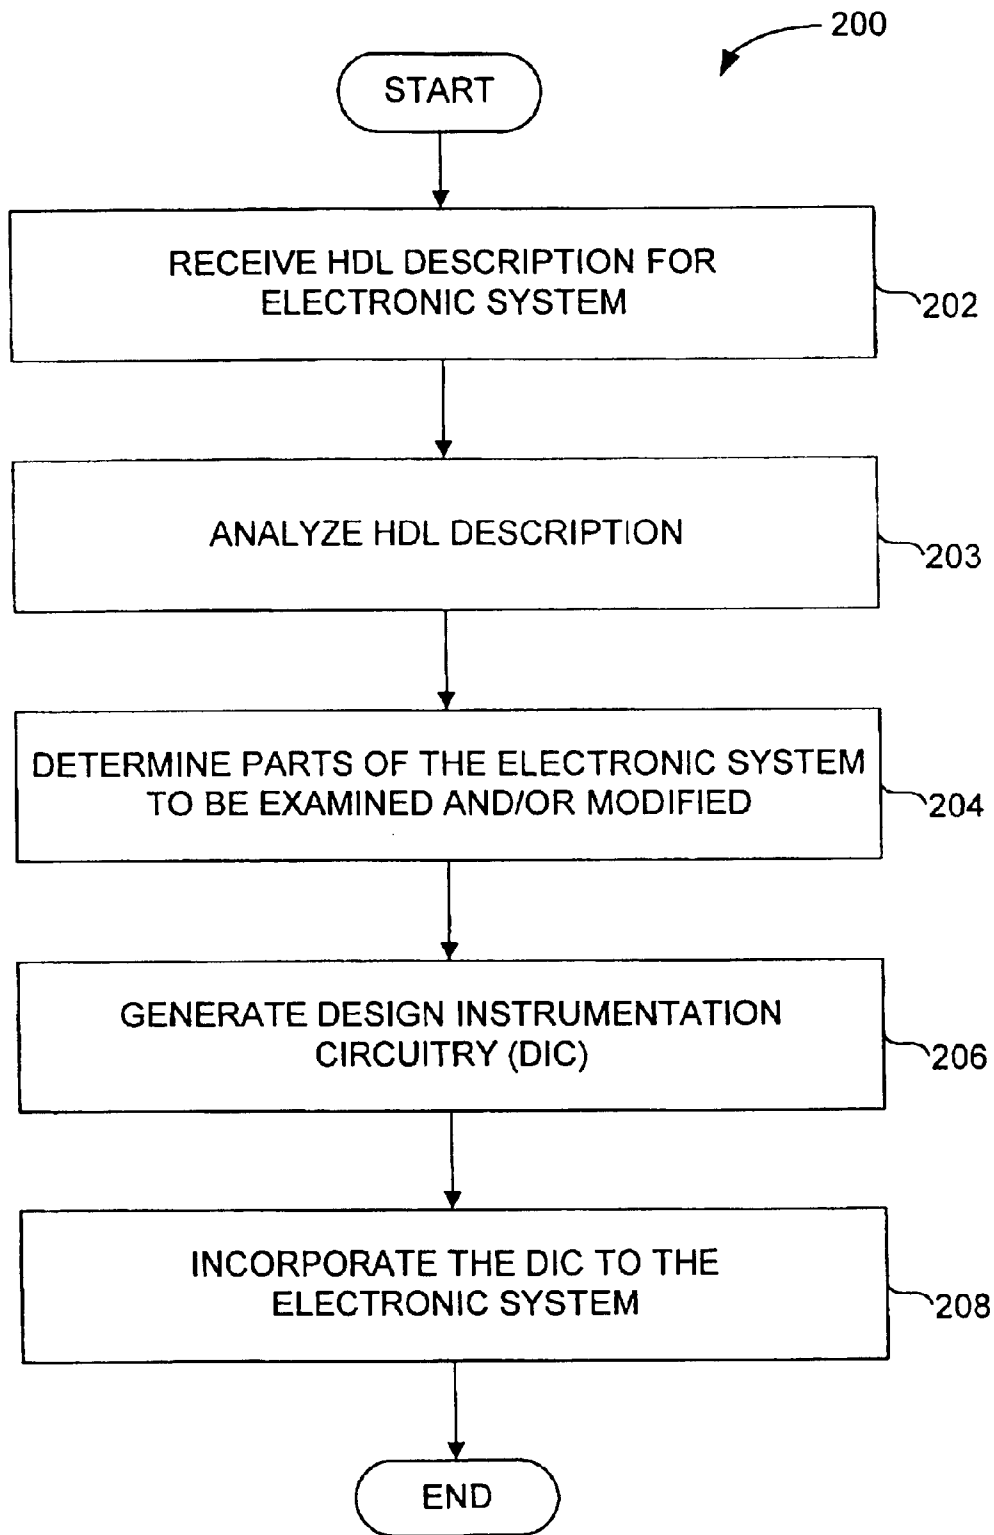 200
START
RECEIVE HDL DESCRIPTION FOR
ELECTRONIC SYSTEM
202
ANALYZE HDL DESCRIPTION
203
DETERMINE PARTS OF THE ELECTRONIC SYSTEM
TO BE EXAMINED AND/OR MODIFIED
204
GENERATE DESIGN INSTRUMENTATION
CIRCUITRY (DIC)
206
INCORPORATE THE DIC TO THE
ELECTRONIC SYSTEM
208
END